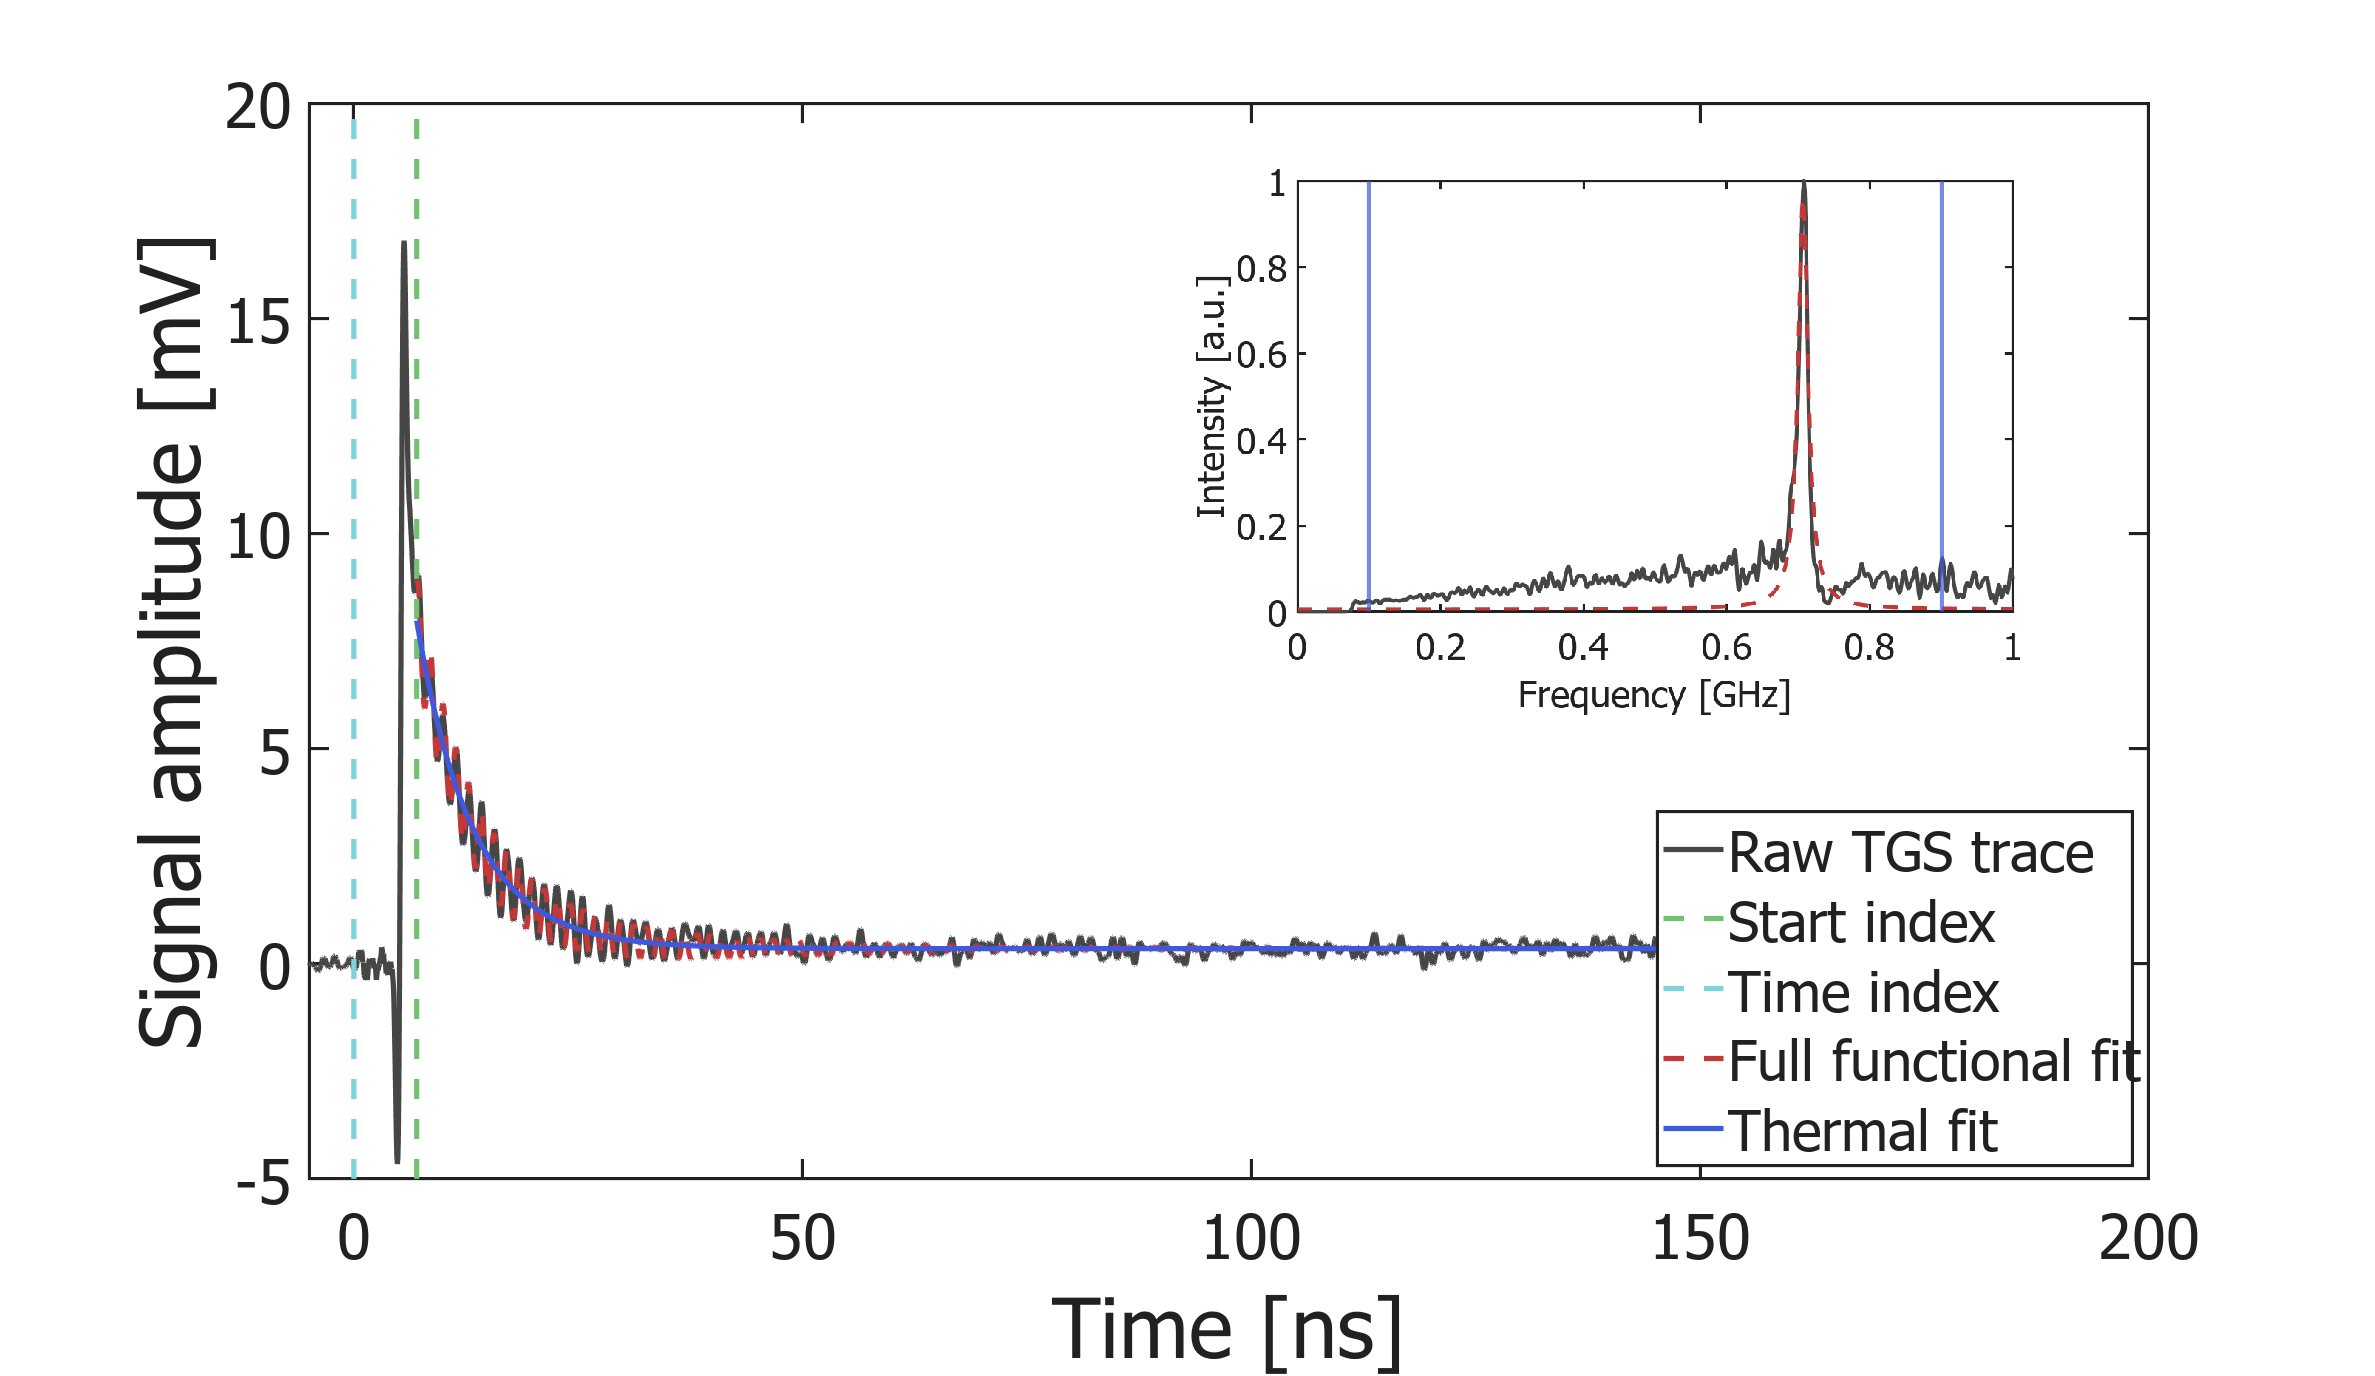 20
15
10
5
0
-5
Signal amplitude [mV]
0
50
100
150
200
Time [ns]
1
0.8
0.6
0.4
0.2
0
Intensity [a.u.]
0
0.2
0.4
0.6
0.8
1
Frequency [GHz]
Raw TGS trace
Start index
Time index
Full functional fit
Thermal fit